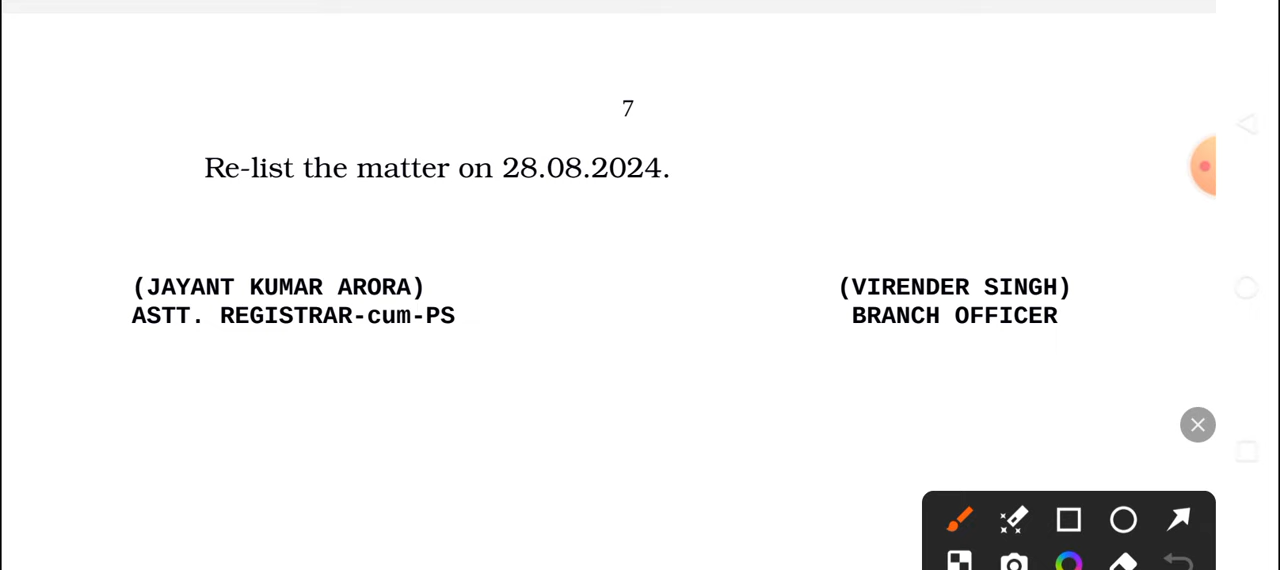 7
Re-list the matter on 28.08.2024.
(JAYANT KUMAR ARORA) (VIRENDER SINGH)
ASTT. REGISTRAR-cum-PS BRANCH OFFICER